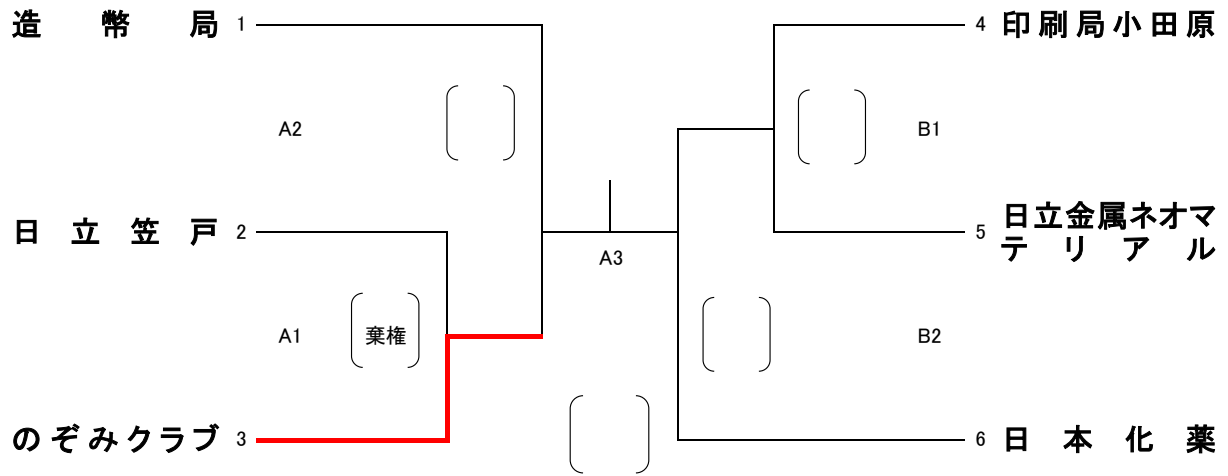 造幣局 1
4 印刷局小田原
A2
B1
日立笠戸 2
5 日立金属ネオマ
テリアル
A3
A1
棄権
B2
のぞみクラブ 3
6 日本化薬